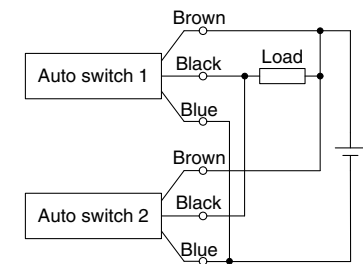 Brown
Auto switch 1
Black
Load
Blue
Brown
Auto switch 2
Black
Blue